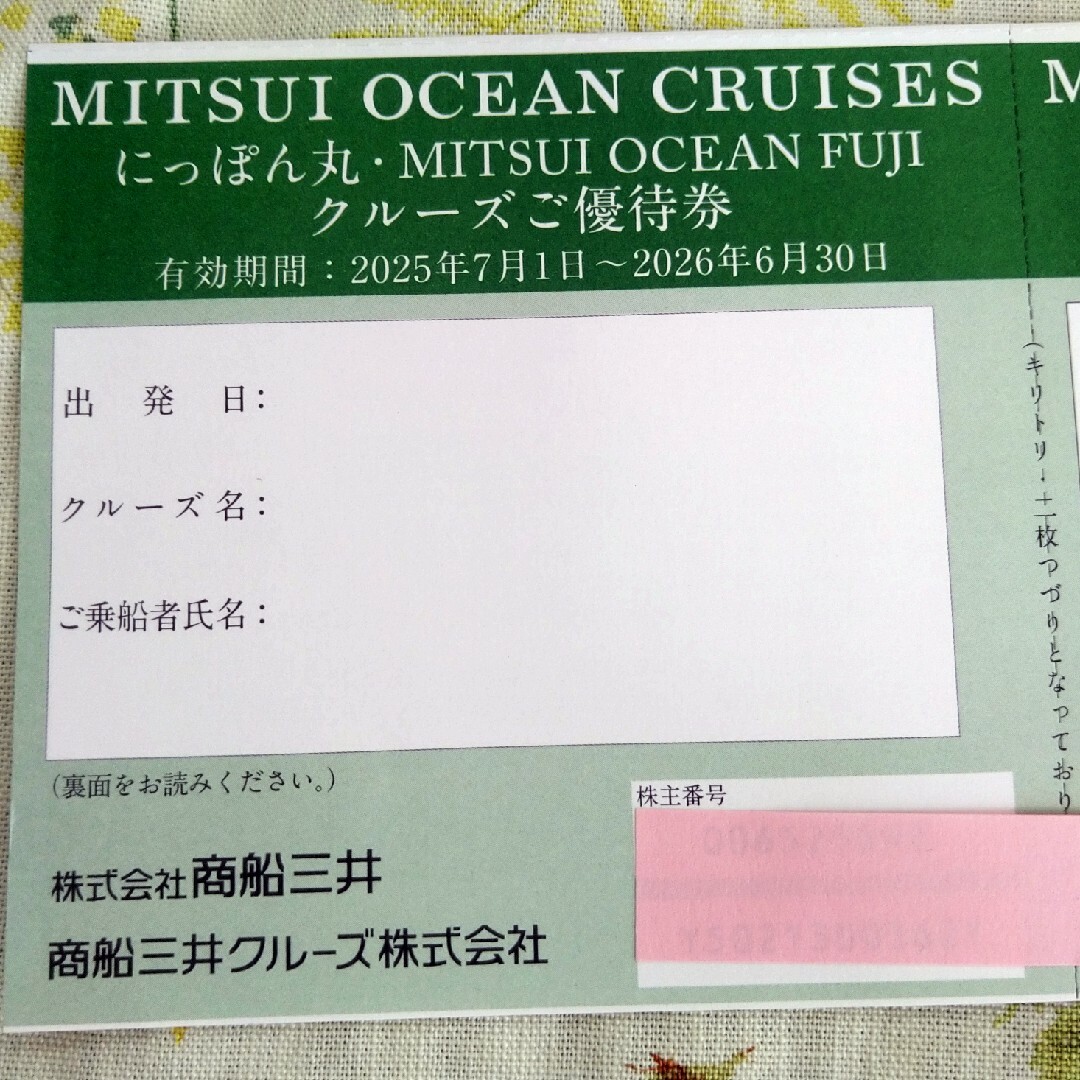 MITSUI OCEAN CRUISES
にっぽん丸・MITSUI OCEAN FUJI
クルーズご優待券
有効期間：2025年7月1日～2026年6月30日
出発日：
クルーズ名：
ご乗船者氏名：
(裏面をお読みください。)
株主番号
株式会社商船三井
商船三井クルーズ株式会社
M
(キリトリ
枚つづりとなっており